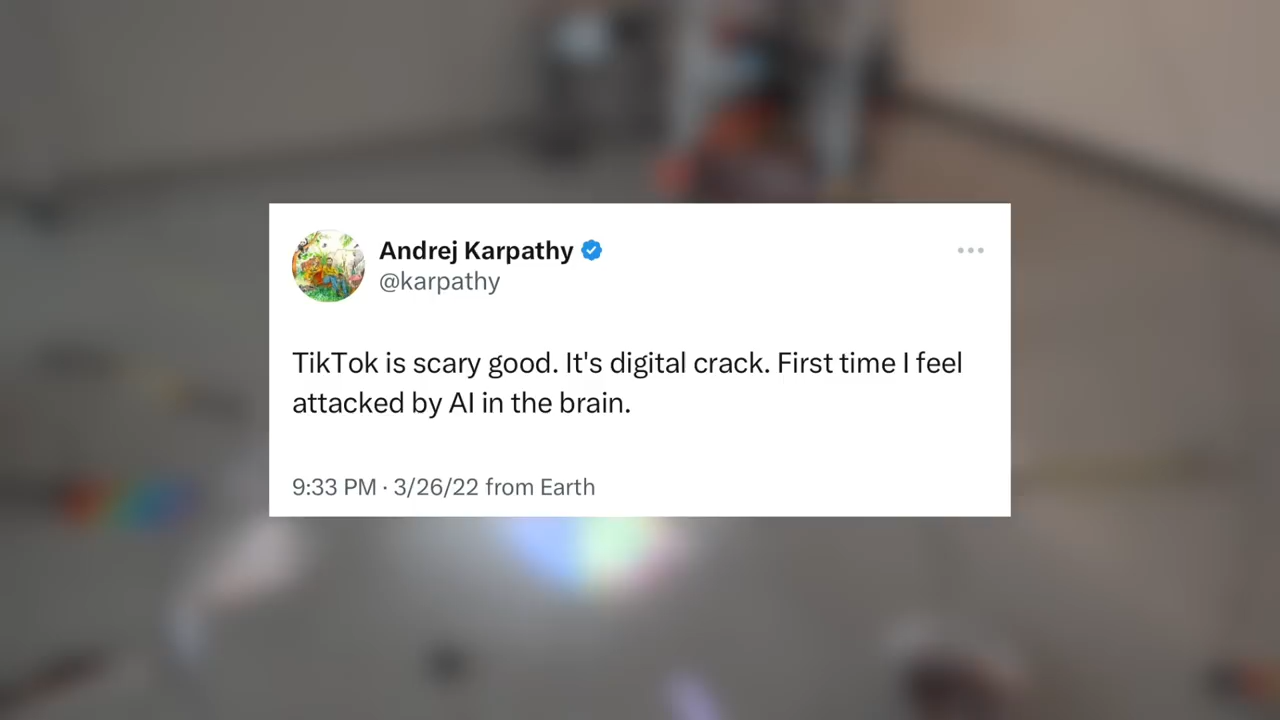 Andrej Karpathy
@karpathy
TikTok is scary good. It's digital crack. First time I feel
attacked by AI in the brain.
9:33 PM · 3/26/22 from Earth